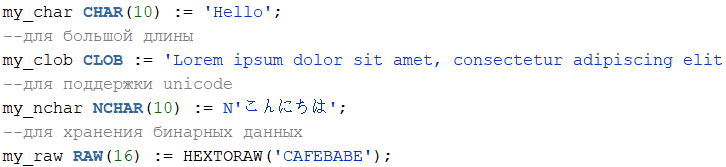 my_char CHAR(10) := 'Hello';
--для большой длины
my_clob CLOB := 'Lorem ipsum dolor sit amet, consectetur adipiscing elit
--для поддержки unicode
my_nchar NCHAR(10) := N'こんにちは';
--для хранения бинарных данных
my_raw RAW(16) := HEXTORAW('CAFEBABE');